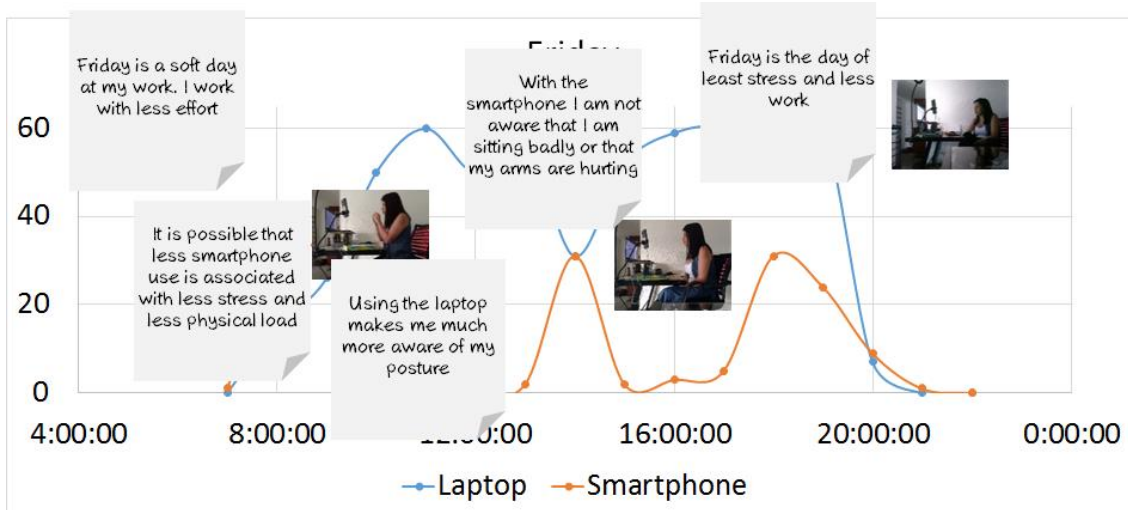 Friday
Friday is a soft day
at my work. I work
with less effort
With the
smartphone I am not
aware that I am
sitting badly or that
my arms are hurting
Friday is the day of
least stress and less
work
It is possible that
less smartphone
use is associated
with less stress and
less physical load
Using the laptop
makes me much
more aware of my
posture
60
40
20
0
4:00:00 8:00:00 12:00:00 16:00:00 20:00:00 0:00:00
Laptop Smartphone